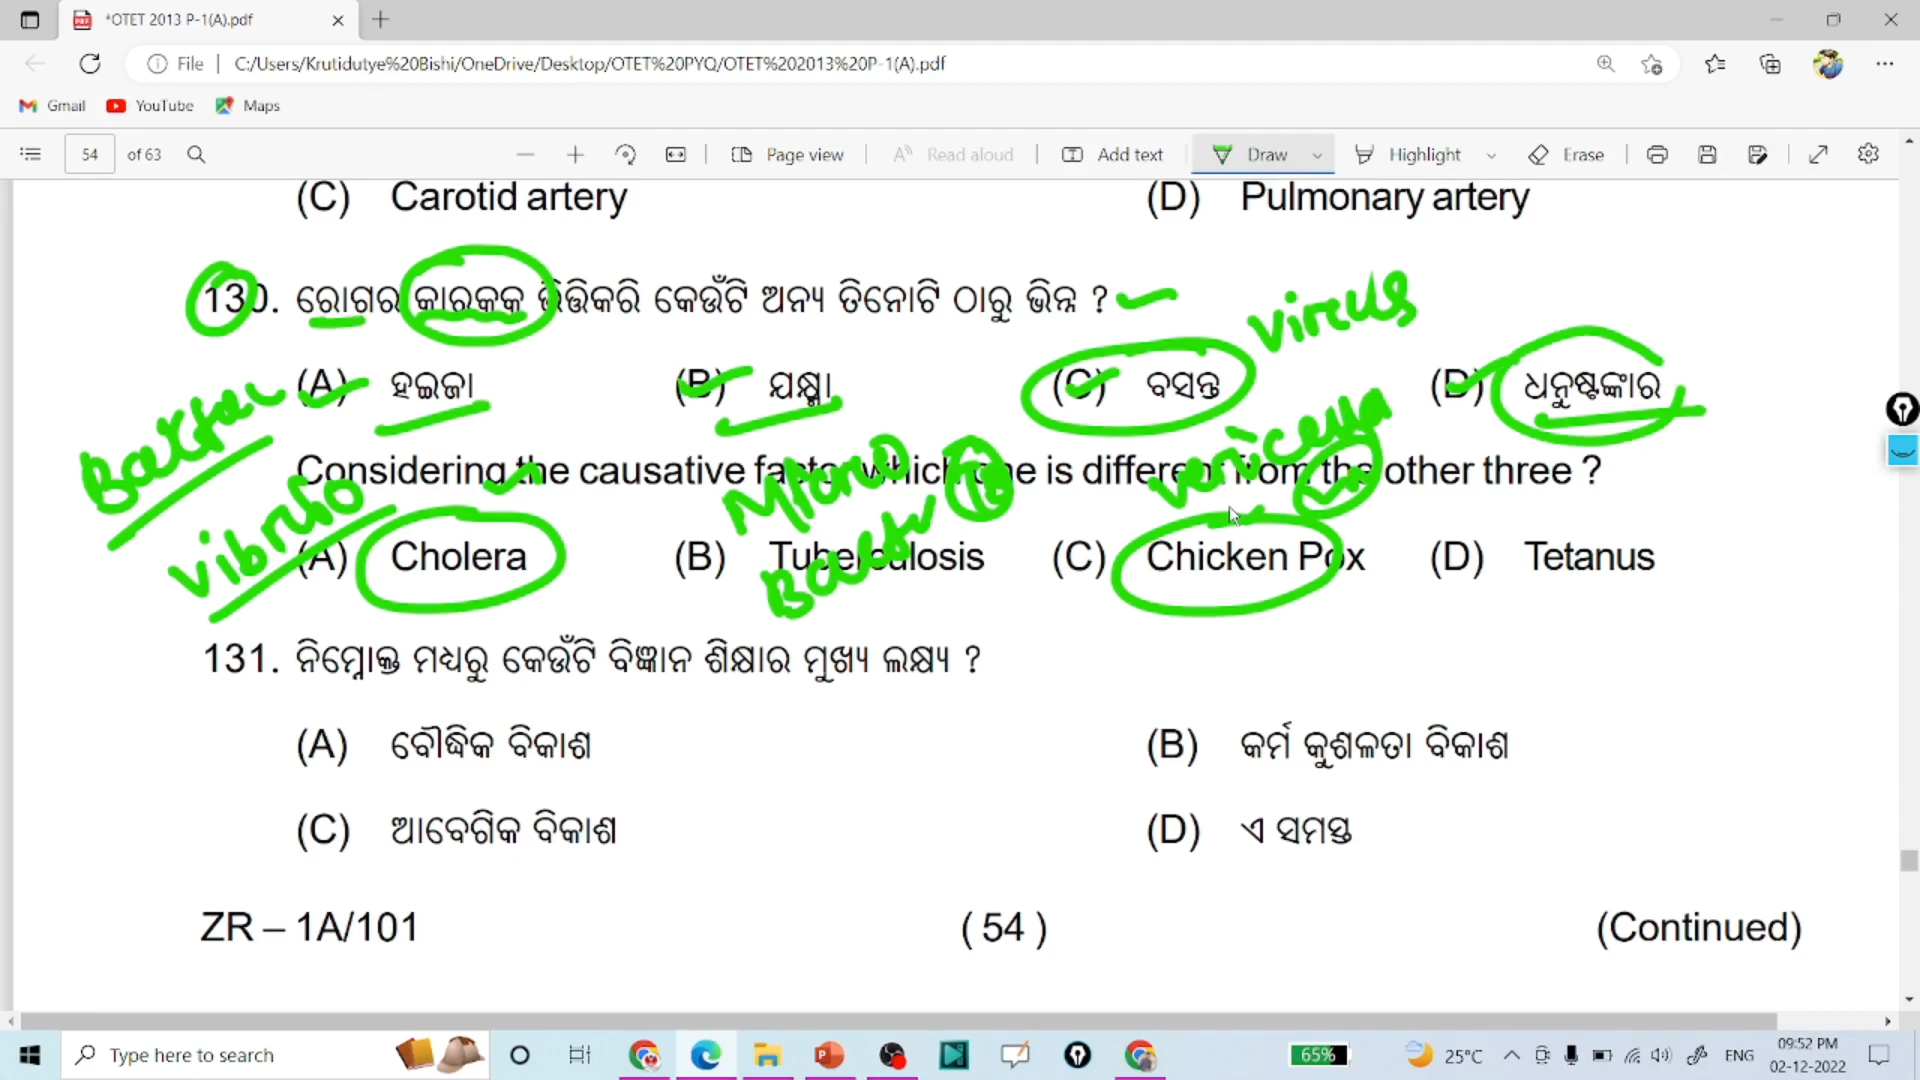 *OTET 2013 P-1(A).pdf
File | C:/Users/Krutidutye%20Bishi/OneDrive/Desktop/OTET%20PYQ/OTET%202013%20P-1(A).pdf
Gmail YouTube Maps
54 of 63 Page view Read aloud Add text Draw Highlight Erase
(C) Carotid artery (D) Pulmonary artery
130. ରୋଗର କାରକକୁ ଭିତ୍ତିକରି କେଉଁଟି ଅନ୍ୟ ତିନୋଟି ଠାରୁ ଭିନ୍ନ ?
virus
(A) ହଇଜା (B) ଯକ୍ଷ୍ମା (C) ବସନ୍ତ (D) ଧନୁଷ୍ଟଙ୍କାର
Considering the causative factor which one is different from the other three ?
(A) Cholera (B) Tuberculosis (C) Chicken Pox (D) Tetanus
131. ନିମ୍ନୋକ୍ତ ମଧ୍ଯରୁ କେଉଁଟି ବିଜ୍ଞାନ ଶିକ୍ଷାର ମୁଖ୍ୟ ଲକ୍ଷ୍ୟ ?
(A) ବୌଦ୍ଧିକ ବିକାଶ (B) କର୍ମ କୁଶଳତା ବିକାଶ
(C) ଆବେଗିକ ବିକାଶ (D) ଏ ସମସ୍ତ
ZR – 1A/101 ( 54 ) (Continued)
Type here to search 65% 25°C ENG 09:52 PM
02-12-2022